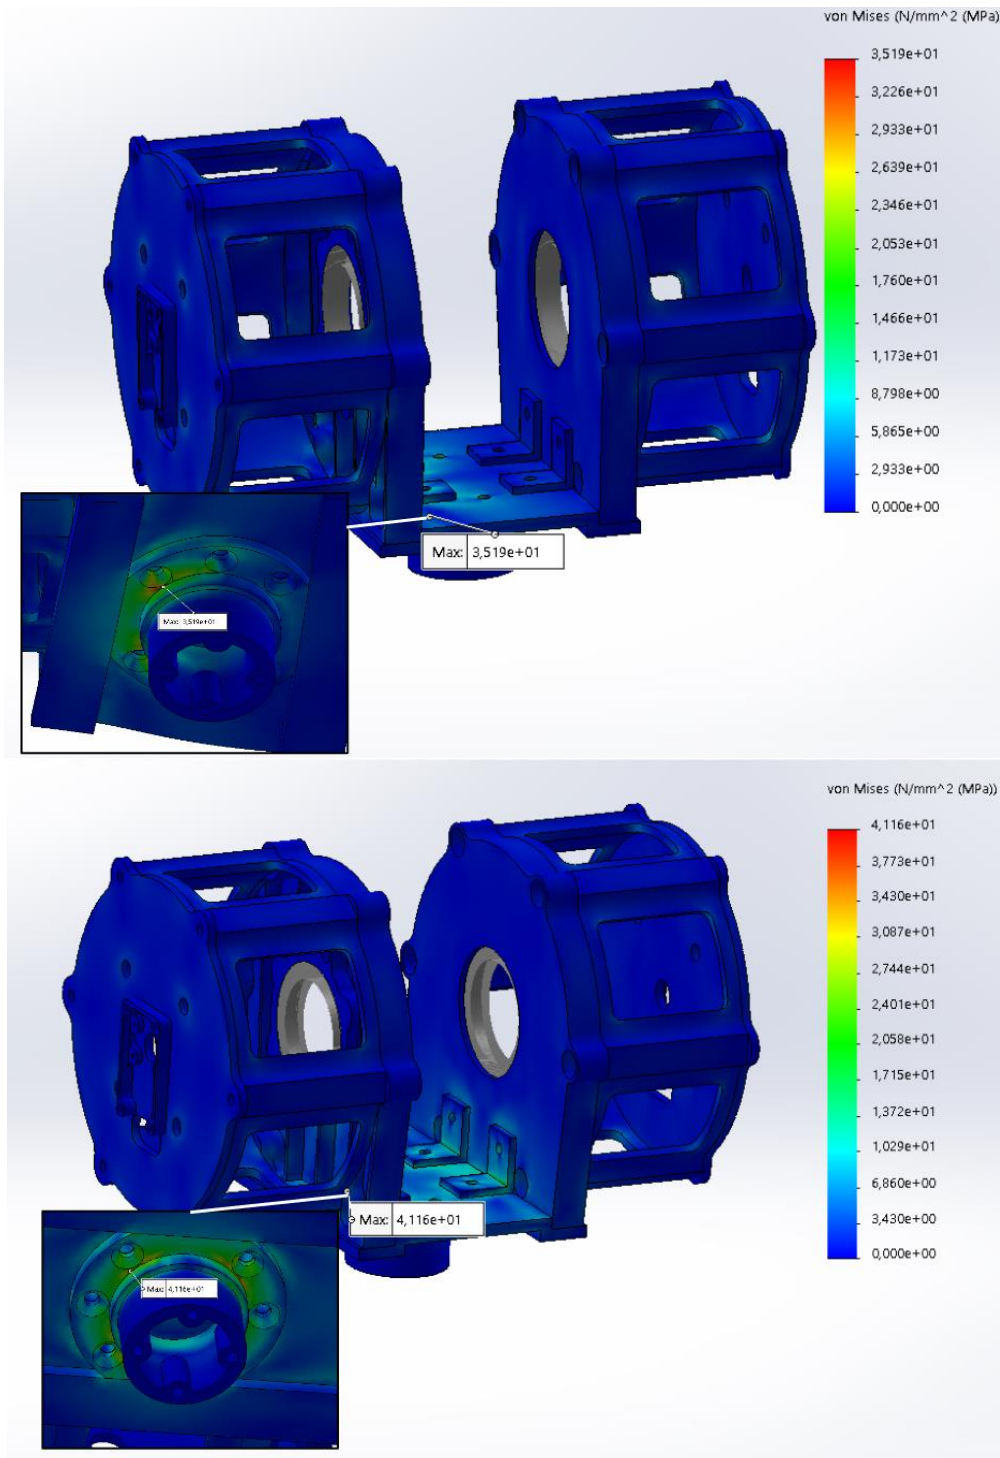 von Mises (N/mm^2 (MPa)
3,519e+01
3,226e+01
2,933e+01
2,639e+01
2,346e+01
2,053e+01
1,760e+01
1,466e+01
1,173e+01
8,798e+00
5,865e+00
2,933e+00
0,000e+00
Max: 3,519e+01
Max: 3,519e+01
von Mises (N/mm^2 (MPa))
4,116e+01
3,773e+01
3,430e+01
3,087e+01
2,744e+01
2,401e+01
2,058e+01
1,715e+01
1,372e+01
1,029e+01
6,860e+00
3,430e+00
0,000e+00
Max: 4,116e+01
Max: 4,116e+01